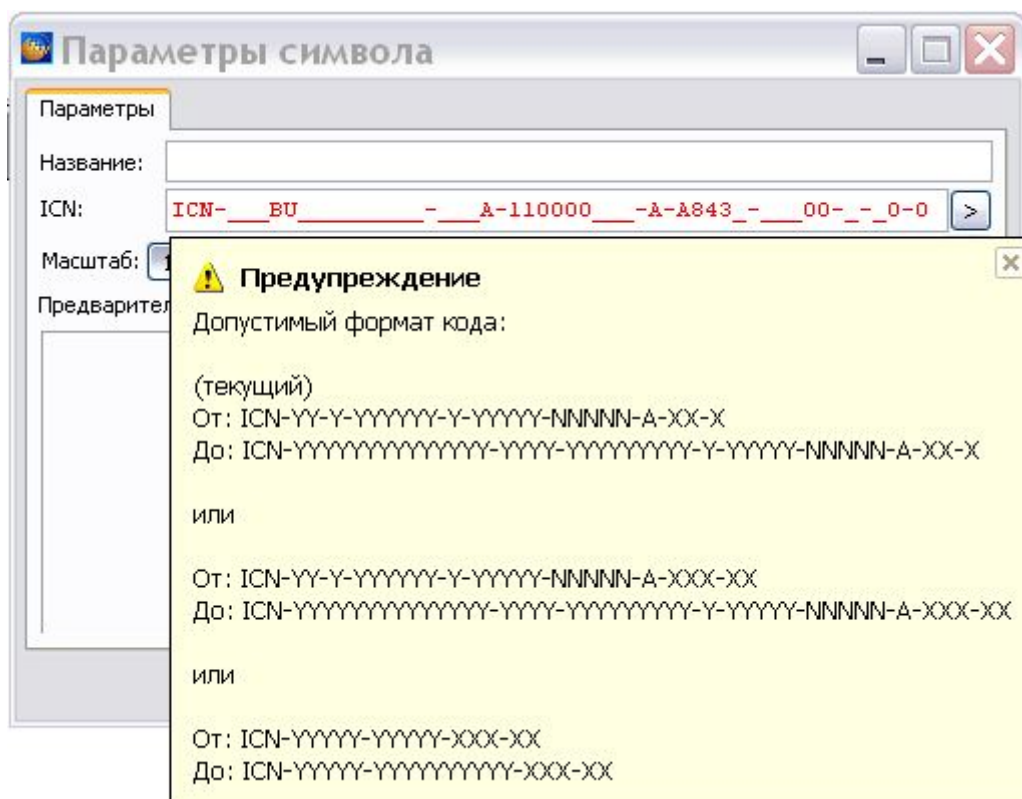 Параметры символа
Параметры
Название:
ICN:
ICN-___BU_________-___A-110000___-A-A843_-___00-_-_0-0
>
Масштаб:
Предварител
Предупреждение
Допустимый формат кода:
(текущий)
От: ICN-YY-Y-YYYYYY-Y-YYYYY-NNNNN-A-XX-X
До: ICN-YYYYYYYYYYYYYY-YYYY-YYYYYYYYY-Y-YYYYY-NNNNN-A-XX-X
или
От: ICN-YY-Y-YYYYYY-Y-YYYYY-NNNNN-A-XXX-XX
До: ICN-YYYYYYYYYYYYYY-YYYY-YYYYYYYYY-Y-YYYYY-NNNNN-A-XXX-XX
или
От: ICN-YYYYY-YYYYY-XXX-XX
До: ICN-YYYYY-YYYYYYYYYY-XXX-XX